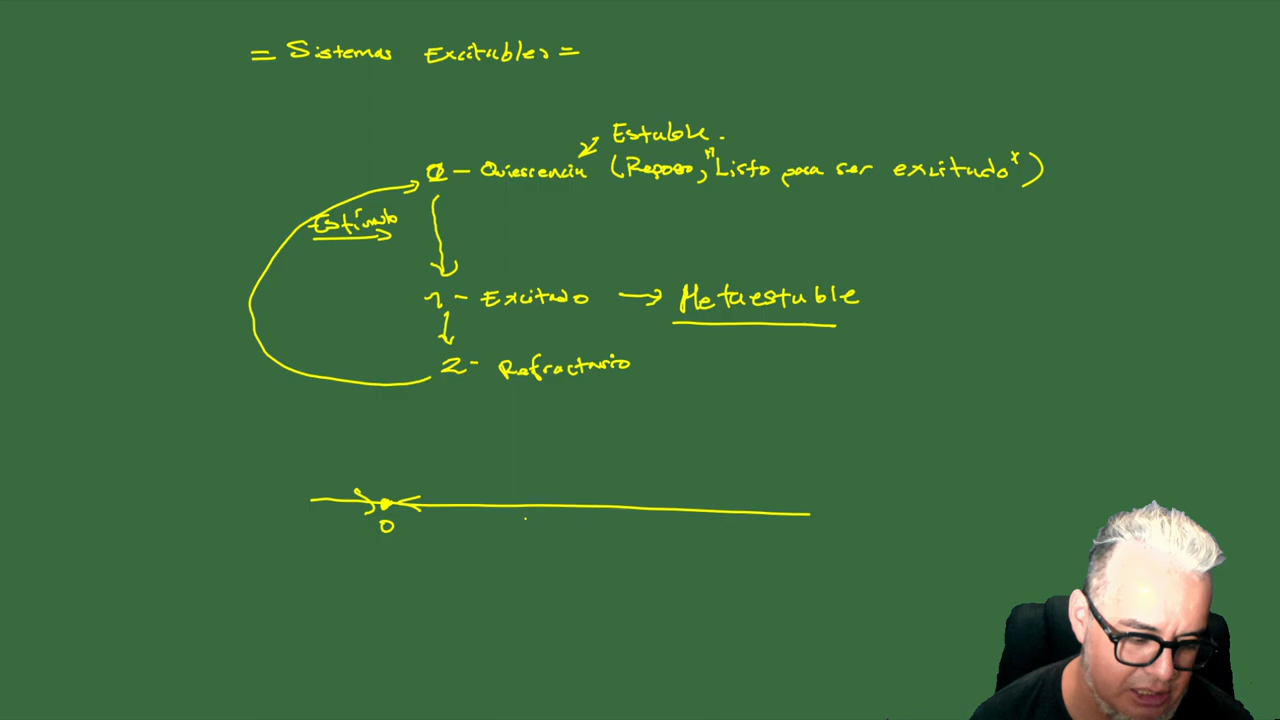 = Sistemas Excitables =
Estable.
0 - Quiescencia (Reposo, "Listo para ser excitado")
Estímulo
1 - Excitado → Metaestable
2 - Refractario
0